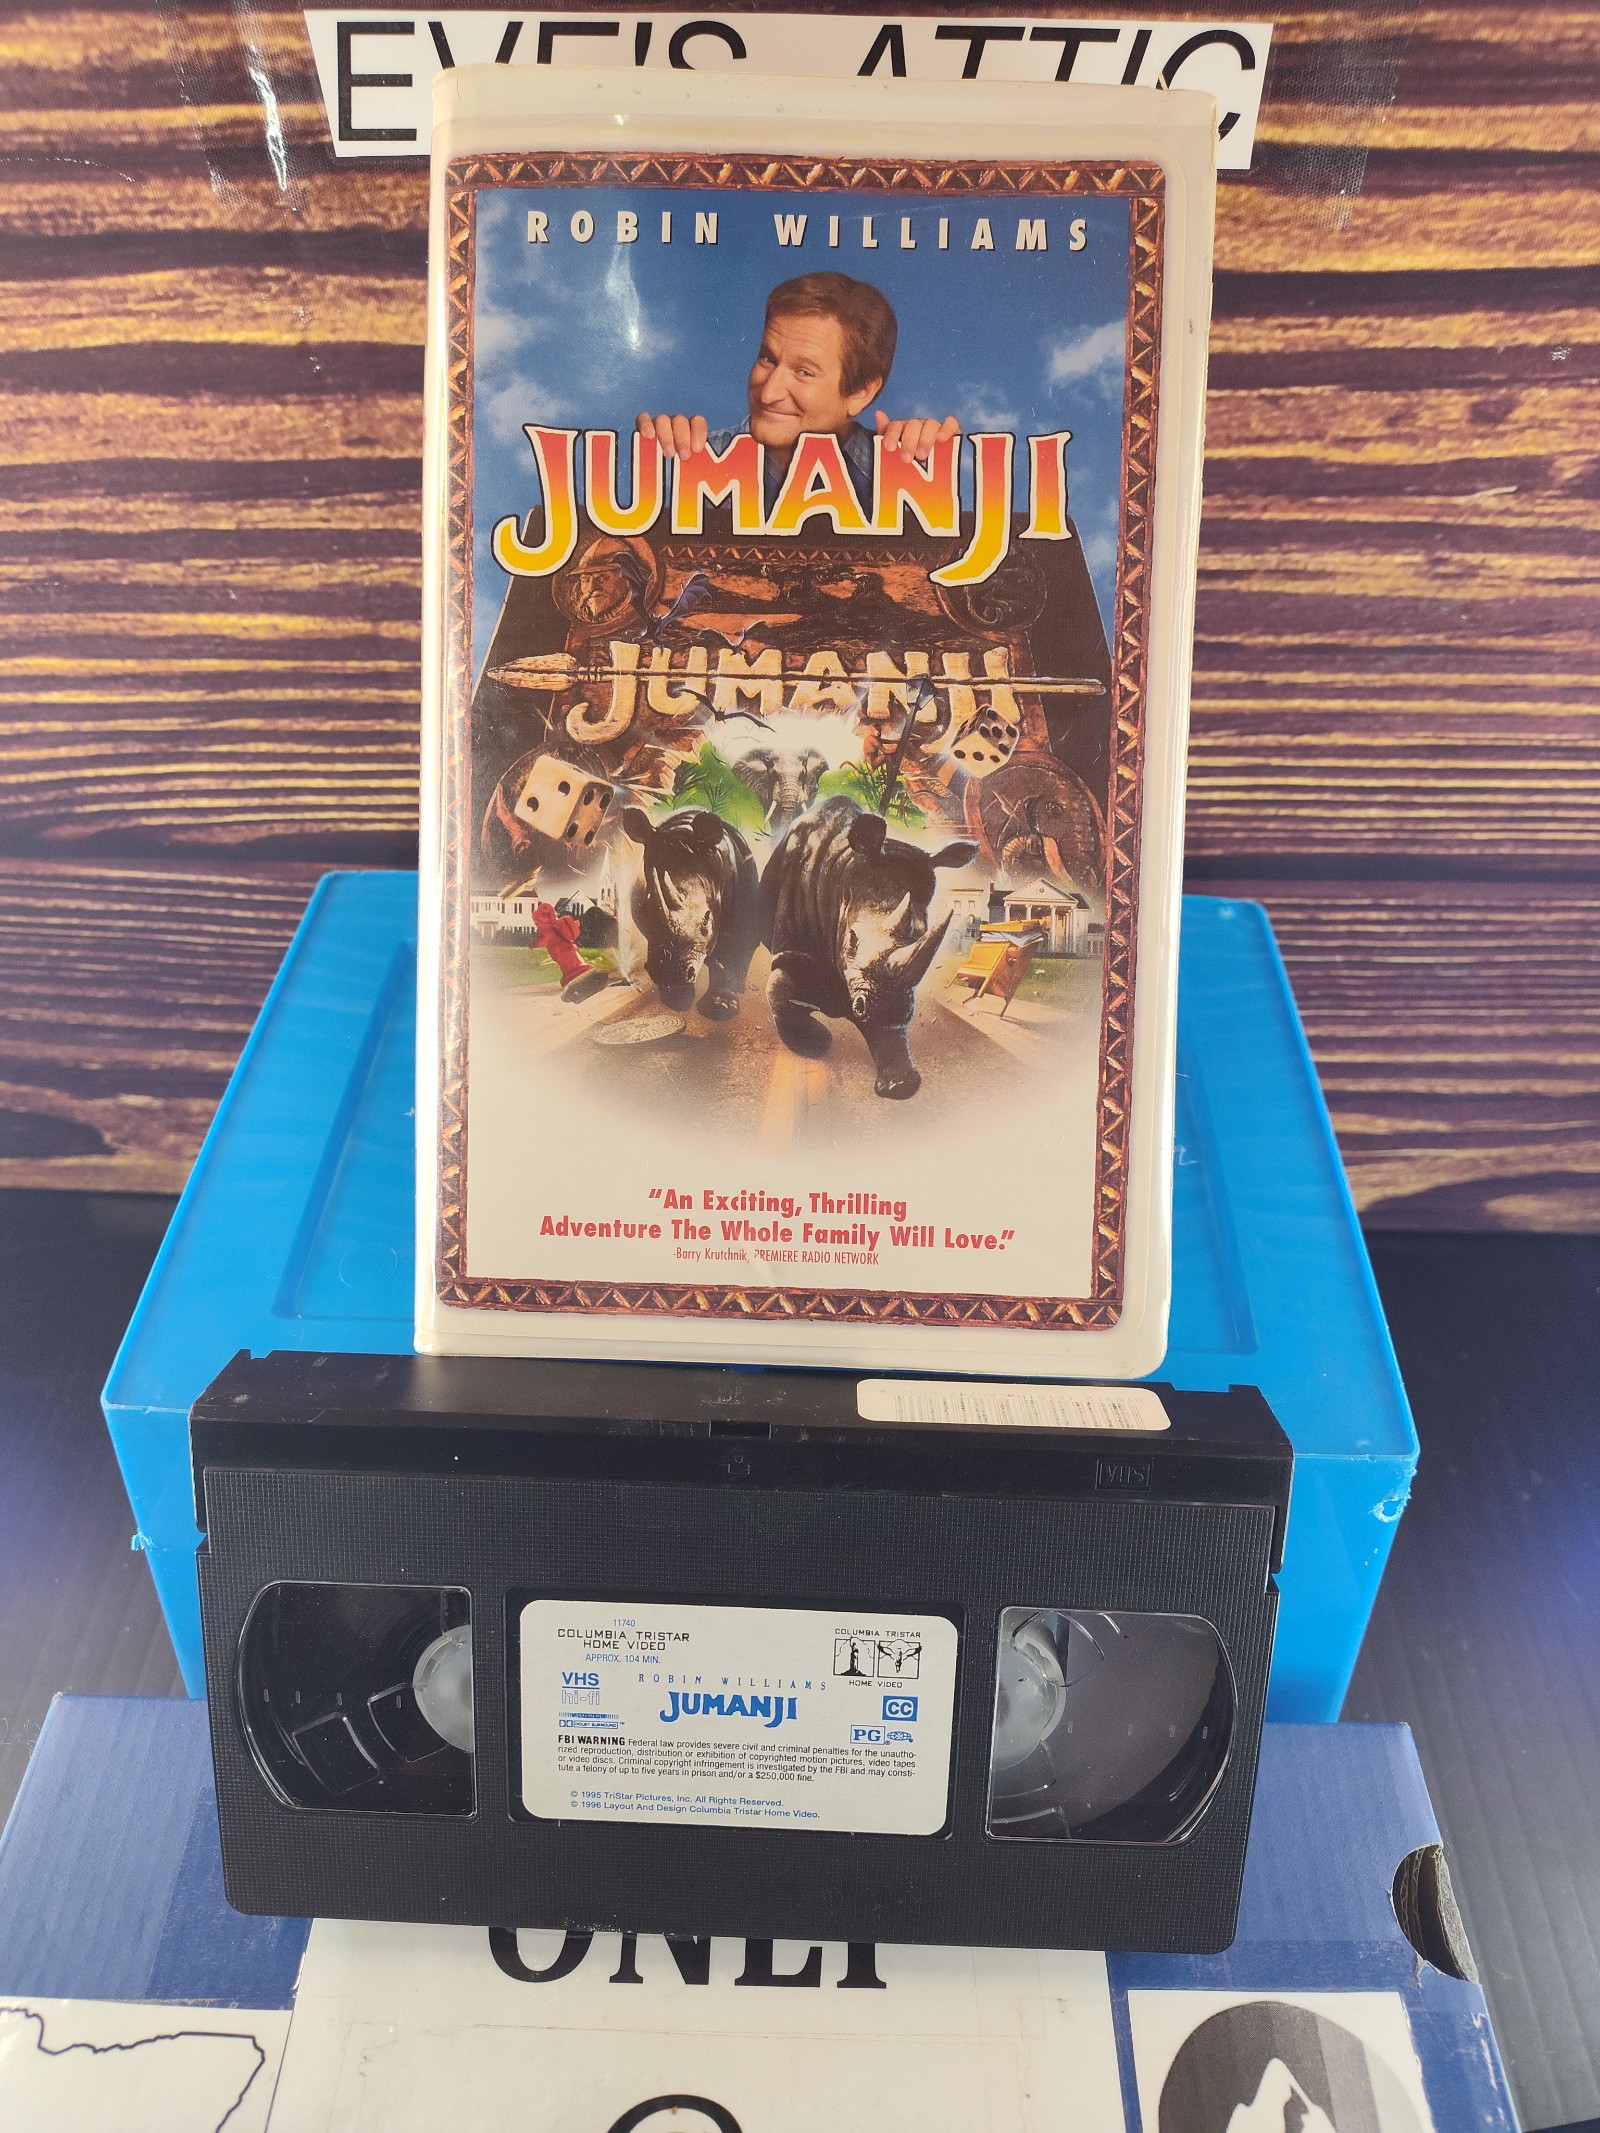 EVE'S ATTIC
ROBIN WILLIAMS
JUMANJI
JUMANJI
“An Exciting, Thrilling
Adventure The Whole Family Will Love.”
-Barry Krutchnik, PREMIERE RADIO NETWORK
VHS
11740
COLUMBIA TRISTAR
HOME VIDEO
APPROX. 104 MIN.
COLUMBIA TRISTAR
HOME VIDEO
VHS
hi-fi
DOLBY SURROUND™
ROBIN WILLIAMS
JUMANJI
CC
PG
FBI WARNING Federal law provides severe civil and criminal penalties for the unautho-
rized reproduction, distribution or exhibition of copyrighted motion pictures, video tapes
or video discs. Criminal copyright infringement is investigated by the FBI and may consti-
tute a felony of up to five years in prison and/or a $250,000 fine.
© 1995 TriStar Pictures, Inc. All Rights Reserved.
© 1996 Layout And Design Columbia Tristar Home Video.
ONLY